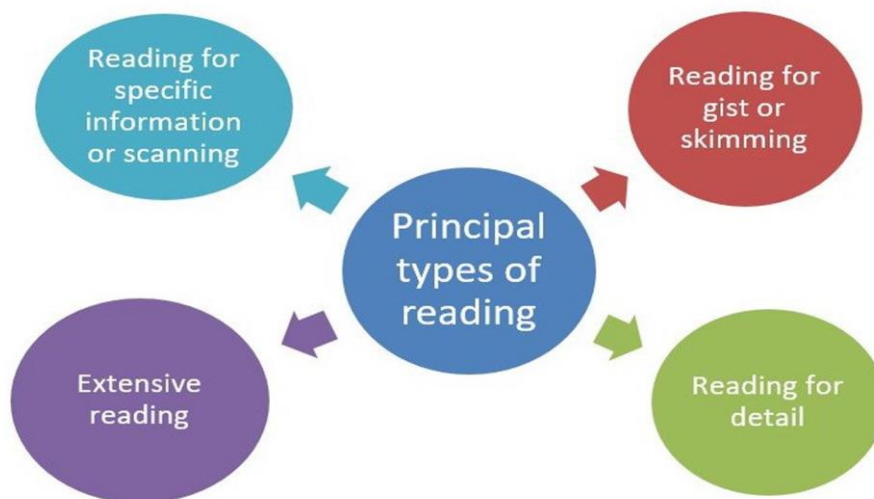 Reading for
specific
information
or scanning
Reading for
gist or
skimming
Principal
types of
reading
Extensive
reading
Reading for
detail